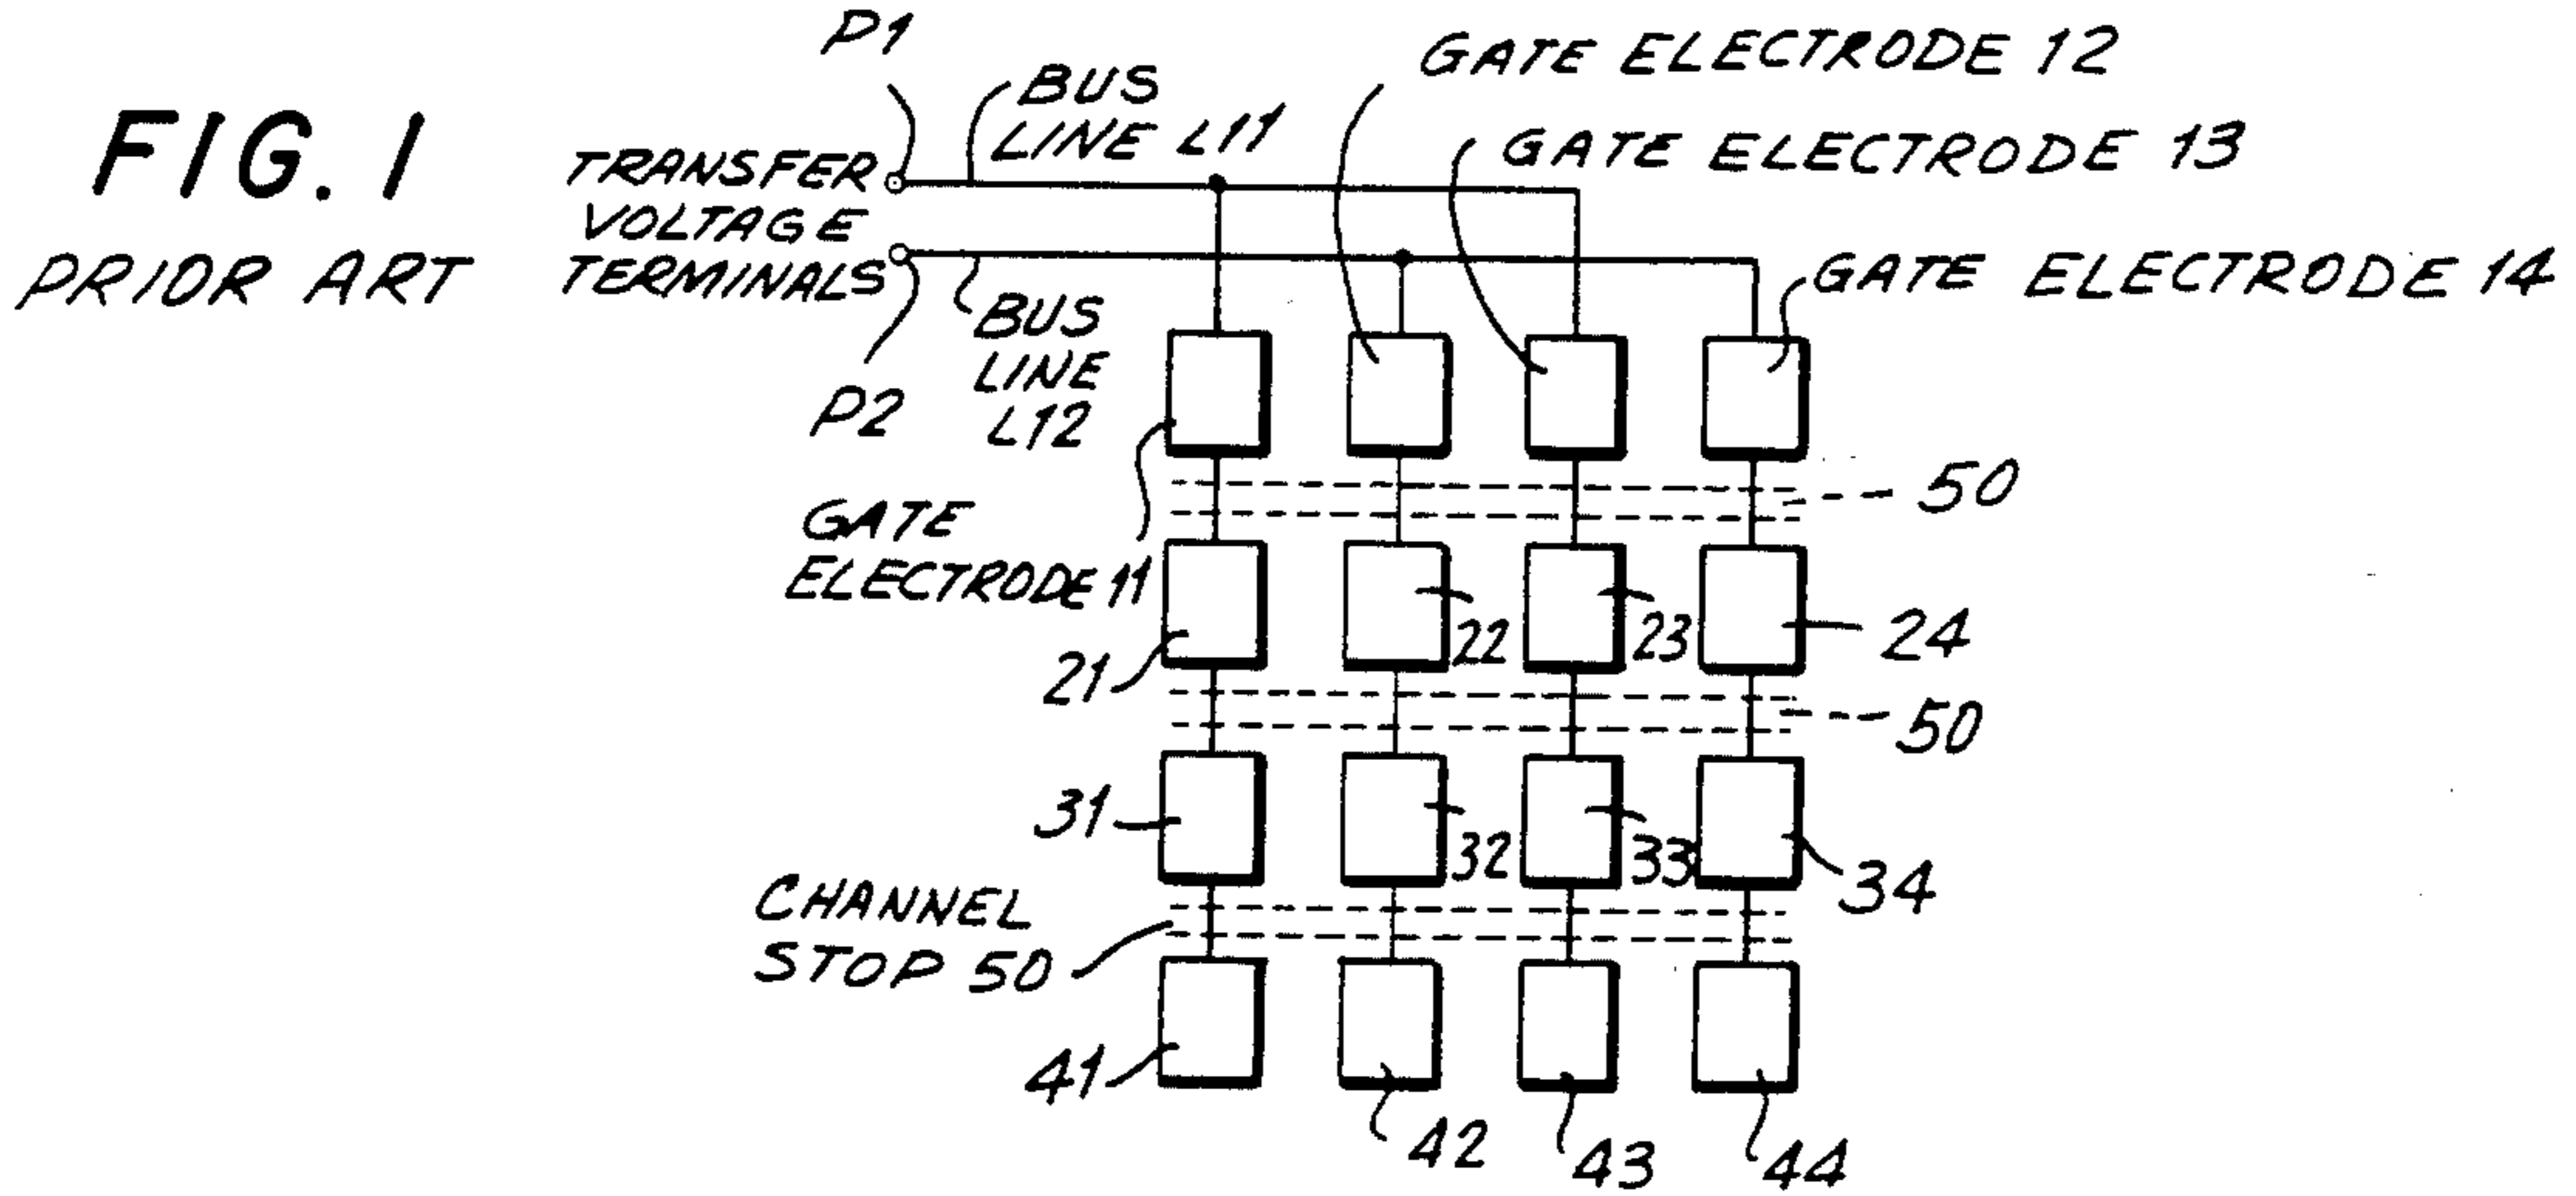 FIG. 1
PRIOR ART
P1
BUS
LINE L11
TRANSFER
VOLTAGE
TERMINALS
P2
BUS
LINE
L12
GATE ELECTRODE 12
GATE ELECTRODE 13
GATE ELECTRODE 14
GATE
ELECTRODE 11
50
21
22
23
24
50
31
32
33
34
CHANNEL
STOP 50
41
42
43
44